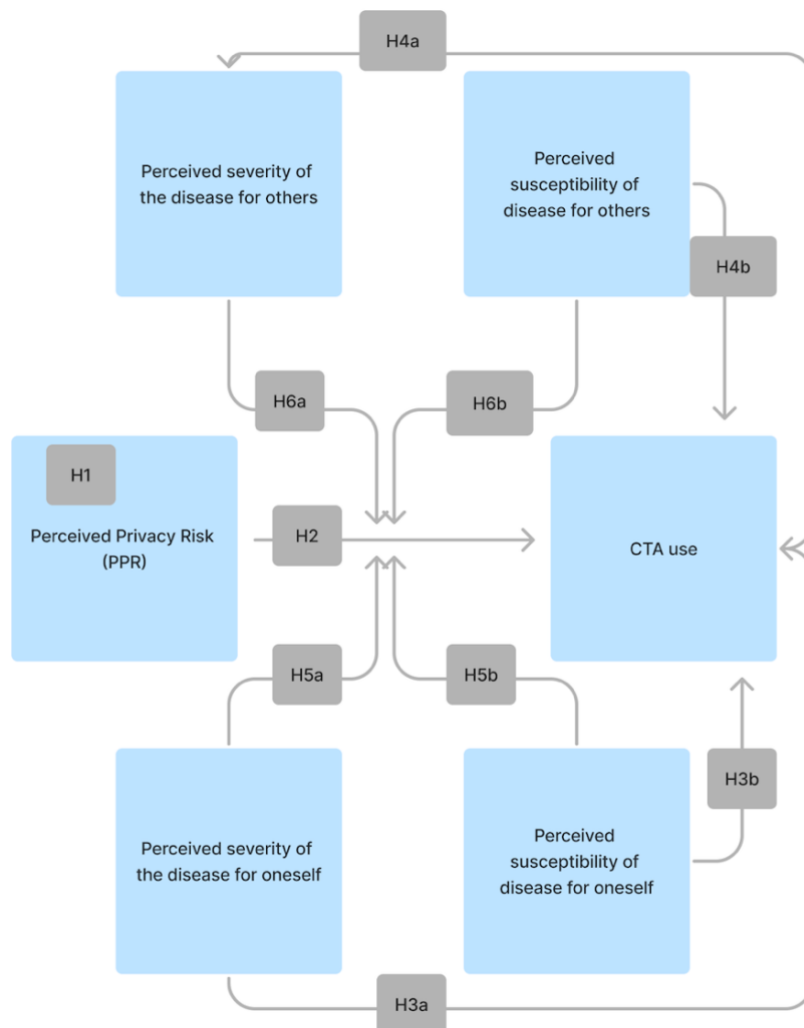 H4a
Perceived severity of
the disease for others
Perceived
susceptibility of
disease for others
H4b
H6a
H6b
H1
Perceived Privacy Risk
(PPR)
H2
CTA use
H5a
H5b
Perceived severity of
the disease for oneself
Perceived
susceptibility of
disease for oneself
H3b
H3a